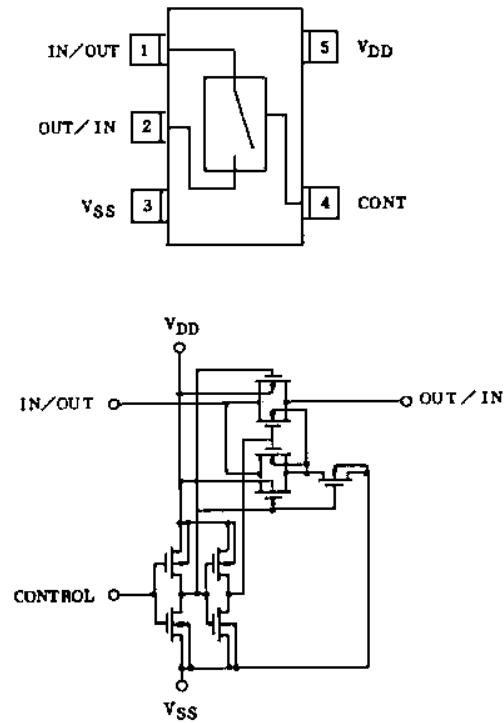 IN/OUT 1
5 VDD
OUT/IN 2
VSS 3
4 CONT
VDD
IN/OUT
OUT/IN
CONTROL
VSS